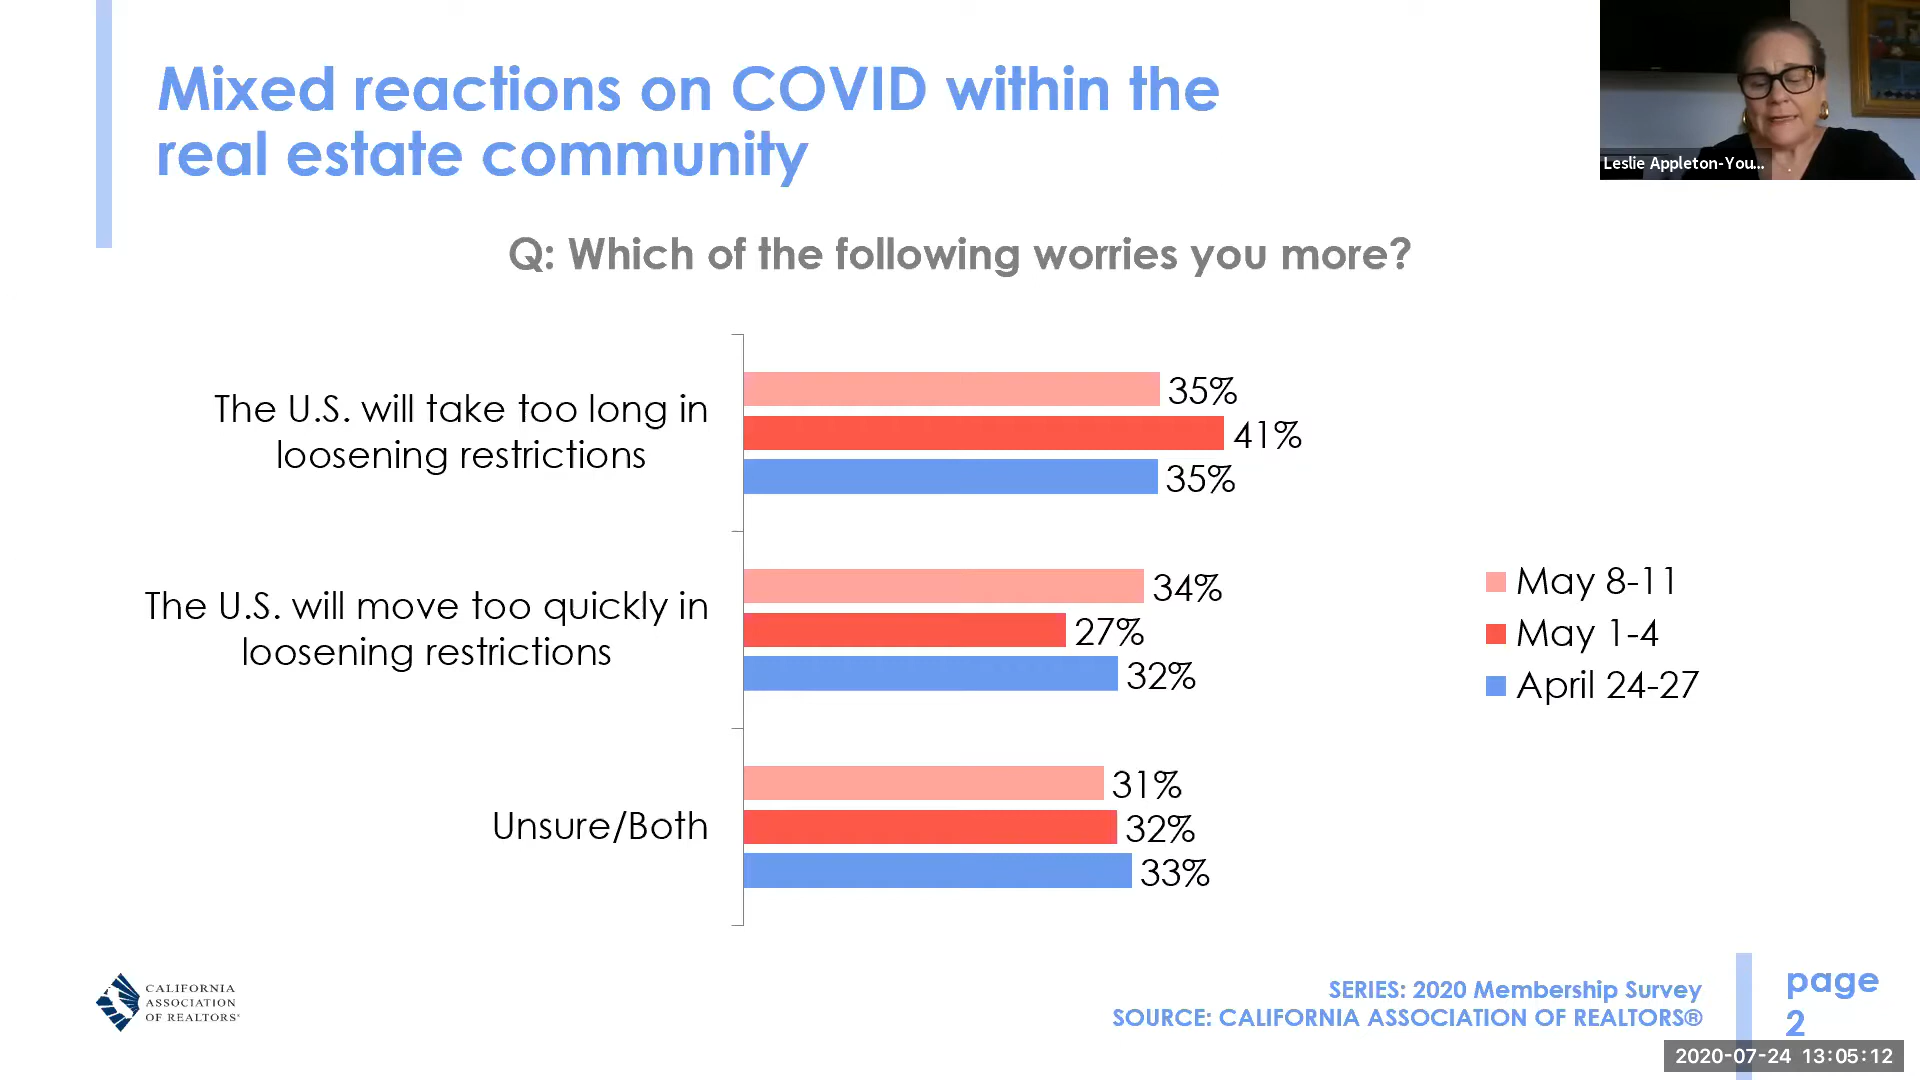 Mixed reactions on COVID within the
real estate community
Leslie Appleton-You...
Q: Which of the following worries you more?
The U.S. will take too long in
loosening restrictions
35%
41%
35%
The U.S. will move too quickly in
loosening restrictions
34%
27%
32%
Unsure/Both
31%
32%
33%
May 8-11
May 1-4
April 24-27
CALIFORNIA
ASSOCIATION
OF REALTORS®
SERIES: 2020 Membership Survey
SOURCE: CALIFORNIA ASSOCIATION OF REALTORS®
page
2
2020-07-24 13:05:12